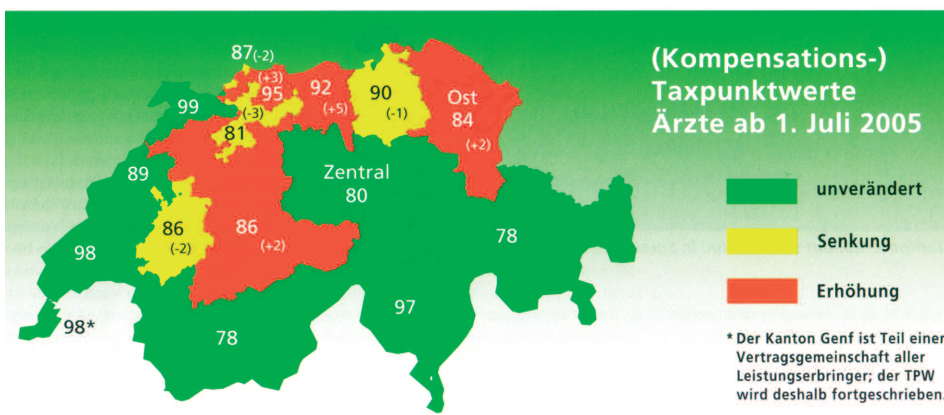 (Kompensations-)
Taxpunktwerte
Ärzte ab 1. Juli 2005
87(-2)
(+3)
95
92
(+5)
90
(-1)
Ost
84
(+2)
99
(-3)
81
89
Zentral
80
86
(-2)
86
(+2)
78
98
98*
78
97
unverändert
Senkung
Erhöhung
* Der Kanton Genf ist Teil einer
Vertragsgemeinschaft aller
Leistungserbringer; der TPW
wird deshalb fortgeschrieben.